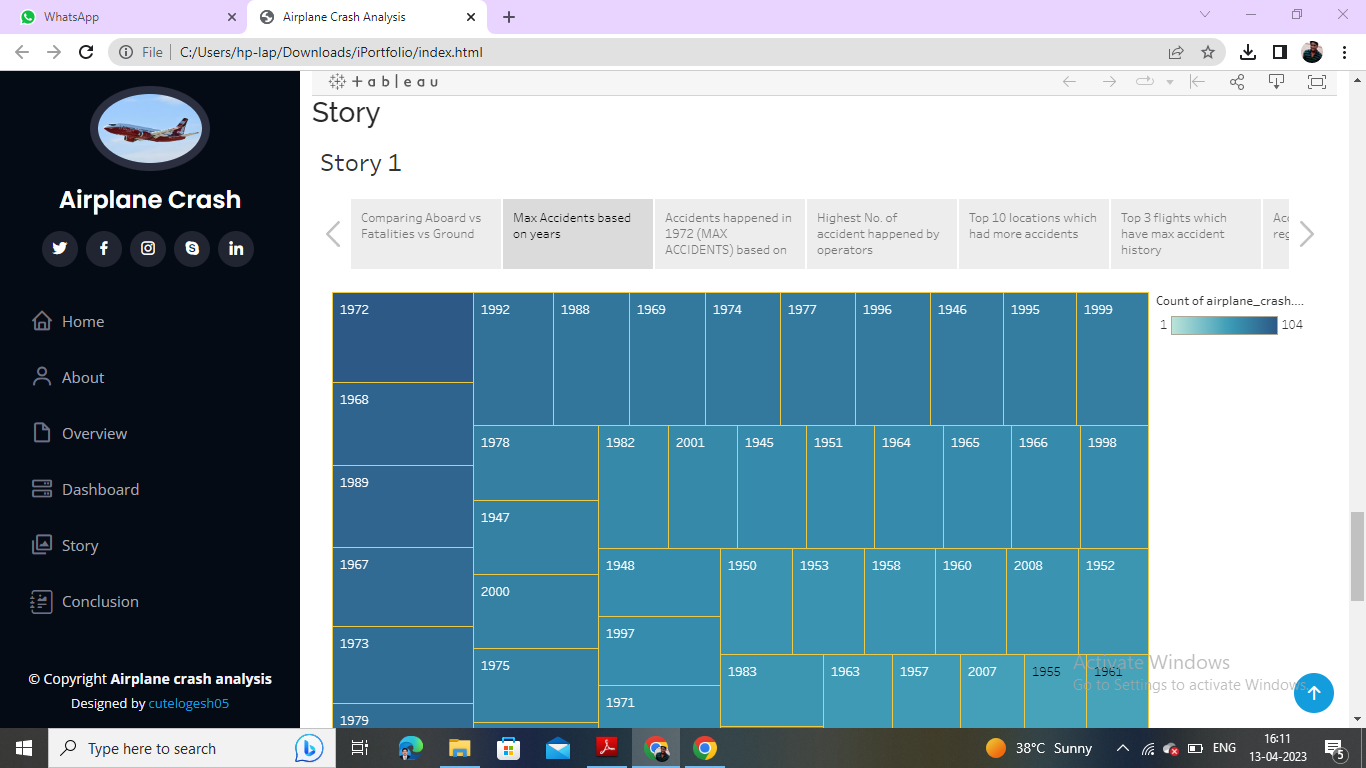 WhatsApp
Airplane Crash Analysis
File C:/Users/hp-lap/Downloads/iPortfolio/index.html
Airplane Crash
Home
About
Overview
Dashboard
Story
Conclusion
© Copyright Airplane crash analysis
Designed by cutelogesh05
+ a b | e a u
Story
Story 1
Comparing Aboard vs
Fatalities vs Ground
Max Accidents based
on years
Accidents happened in
1972 (MAX
ACCIDENTS) based on
Highest No. of
accident happened by
operators
Top 10 locations which
had more accidents
Top 3 flights which
have max accident
history
1972
1968
1989
1967
1973
1979
1992 1988 1969 1974 1977 1996 1946 1995 1999
1978
1947
2000
1975
1982 2001 1945 1951 1964 1965 1966 1998
1948
1997
1971
1950 1953 1958 1960 2008 1952
1983 1963 1957 2007 1955 1961
Count of airplane_crash....
1 104
Activate Windows
Go to Settings to activate Windows.
Type here to search
38°C Sunny
ENG
16:11
13-04-2023
5